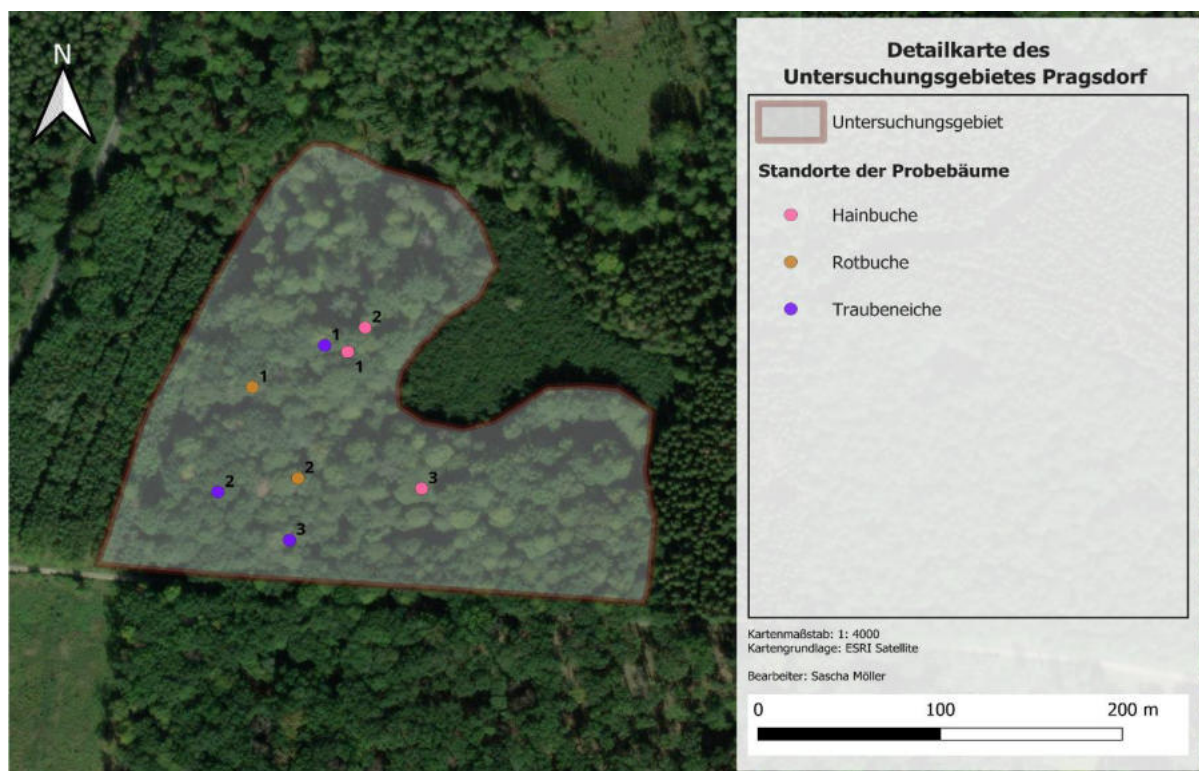 N
Detailkarte des
Untersuchungsgebietes Pragsdorf
Untersuchungsgebiet
Standorte der Probebäume
Hainbuche
Rotbuche
Traubeneiche
2
1
1
1
2
2
3
3
Kartenmaßstab: 1: 4000
Kartengrundlage: ESRI Satellite
Bearbeiter: Sascha Möller
0 100 200 m